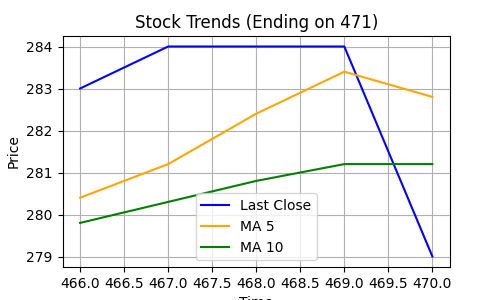 Stock Trends (Ending on 471)
Price
284
283
282
281
280
279
Last Close
MA 5
MA 10
466.0 466.5 467.0 467.5 468.0 468.5 469.0 469.5 470.0
Time